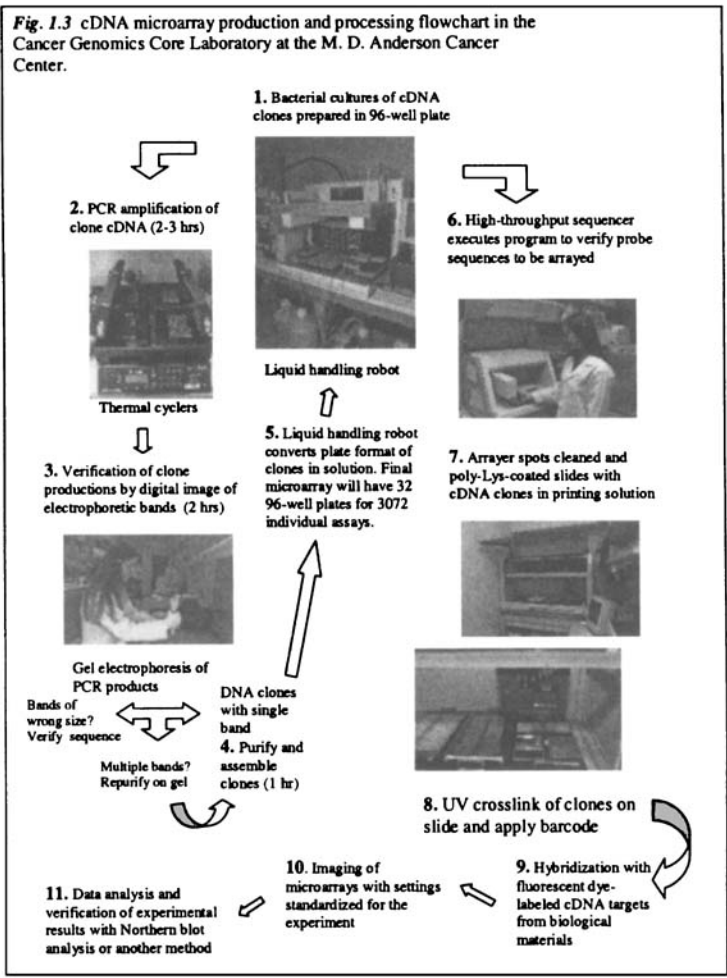 Fig. 1.3 cDNA microarray production and processing flowchart in the
Cancer Genomics Core Laboratory at the M. D. Anderson Cancer
Center.
1. Bacterial cultures of cDNA
clones prepared in 96-well plate
2. PCR amplification of
clone cDNA (2-3 hrs)
Thermal cyclers
3. Verification of clone
productions by digital image of
electrophoretic bands (2 hrs)
Gel electrophoresis of
PCR products
Bands of
wrong size?
Verify sequence
Multiple bands?
Repurify on gel
DNA clones
with single
band
4. Purify and
assemble
clones (1 hr)
Liquid handling robot
5. Liquid handling robot
converts plate format of
clones in solution. Final
microarray will have 32
96-well plates for 3072
individual assays.
6. High-throughput sequencer
executes program to verify probe
sequences to be arrayed
7. Arrayer spots cleaned and
poly-Lys-coated slides with
cDNA clones in printing solution
8. UV crosslink of clones on
slide and apply barcode
9. Hybridization with
fluorescent dye-
labeled cDNA targets
from biological
materials
10. Imaging of
microarrays with settings
standardized for the
experiment
11. Data analysis and
verification of experimental
results with Northern blot
analysis or another method